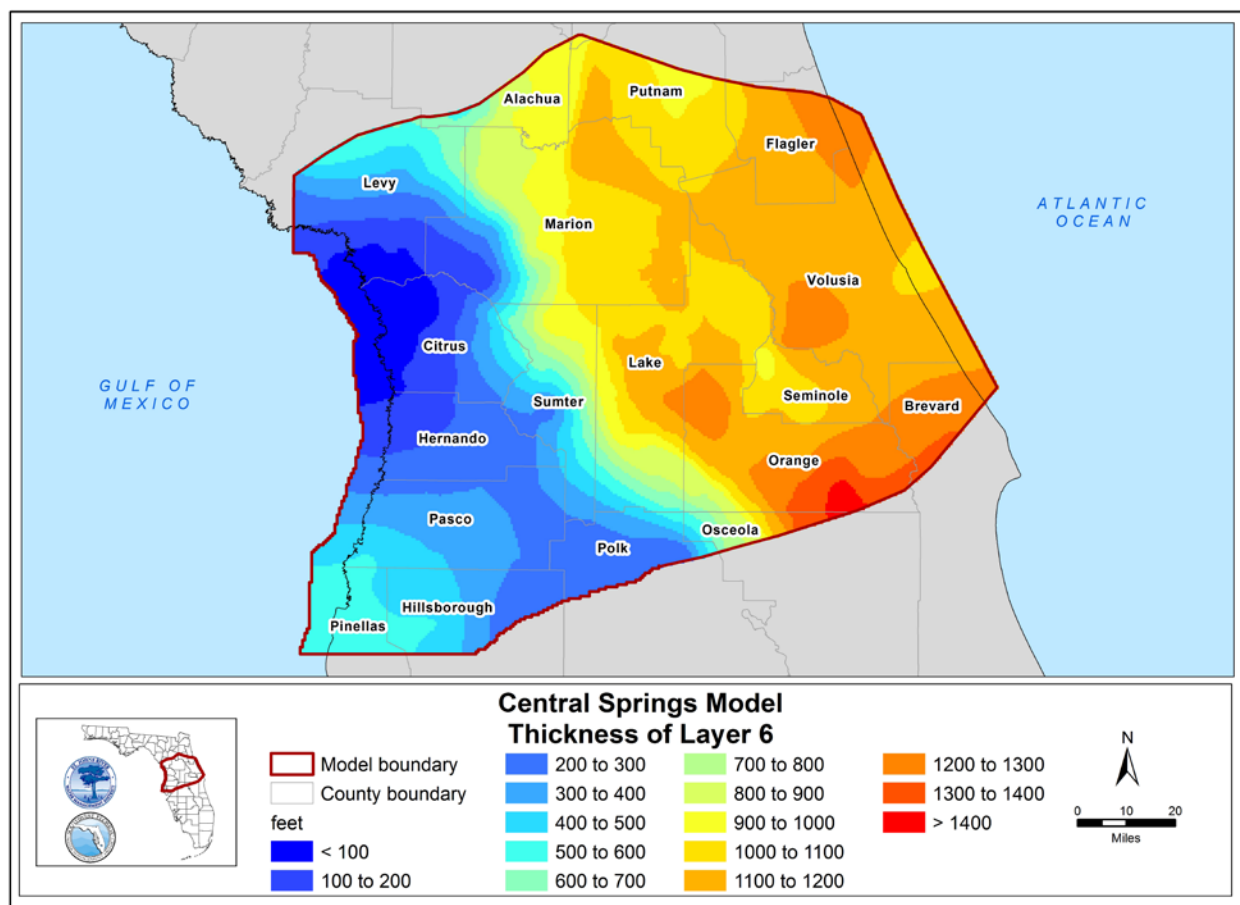 Alachua
Putnam
Flagler
Levy
Marion
ATLANTIC
OCEAN
Volusia
Citrus
Lake
GULF OF
MEXICO
Sumter
Seminole
Brevard
Hernando
Orange
Pasco
Osceola
Polk
Hillsborough
Pinellas
Central Springs Model
Thickness of Layer 6
Model boundary
County boundary
feet
< 100
100 to 200
200 to 300
300 to 400
400 to 500
500 to 600
600 to 700
700 to 800
800 to 900
900 to 1000
1000 to 1100
1100 to 1200
1200 to 1300
1300 to 1400
> 1400
N
0 10 20
Miles